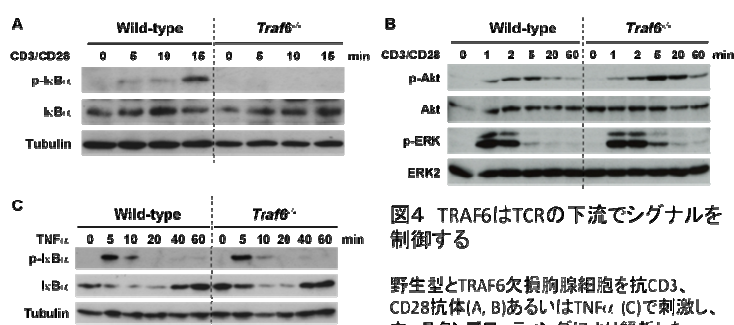 A
Wild-type Traf6-/-
CD3/CD28 0 5 10 15 0 5 10 15 min
p-IκBα
IκBα
Tubulin
B
Wild-type Traf6-/-
CD3/CD28 0 1 2 5 20 60 0 1 2 5 20 60 min
p-Akt
Akt
p-ERK
ERK2
C
Wild-type Traf6-/-
TNFα 0 5 10 20 40 60 0 5 10 20 40 60 min
p-IκBα
IκBα
Tubulin
図4 TRAF6はTCRの下流でシグナルを
制御する
野生型とTRAF6欠損胸腺細胞を抗CD3、
CD28抗体(A, B)あるいはTNFα (C)で刺激し、